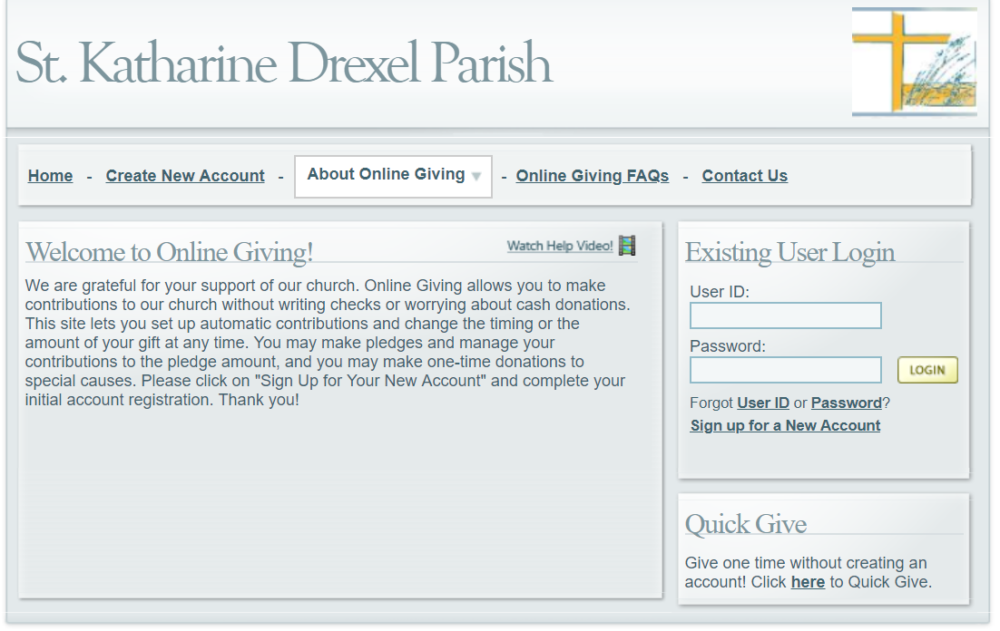 St. Katharine Drexel Parish
Home - Create New Account - About Online Giving - Online Giving FAQs - Contact Us
Welcome to Online Giving!
Watch Help Video!
We are grateful for your support of our church. Online Giving allows you to make
contributions to our church without writing checks or worrying about cash donations.
This site lets you set up automatic contributions and change the timing or the
amount of your gift at any time. You may make pledges and manage your
contributions to the pledge amount, and you may make one-time donations to
special causes. Please click on "Sign Up for Your New Account" and complete your
initial account registration. Thank you!
Existing User Login
User ID:
Password:
LOGIN
Forgot User ID or Password?
Sign up for a New Account
Quick Give
Give one time without creating an
account! Click here to Quick Give.